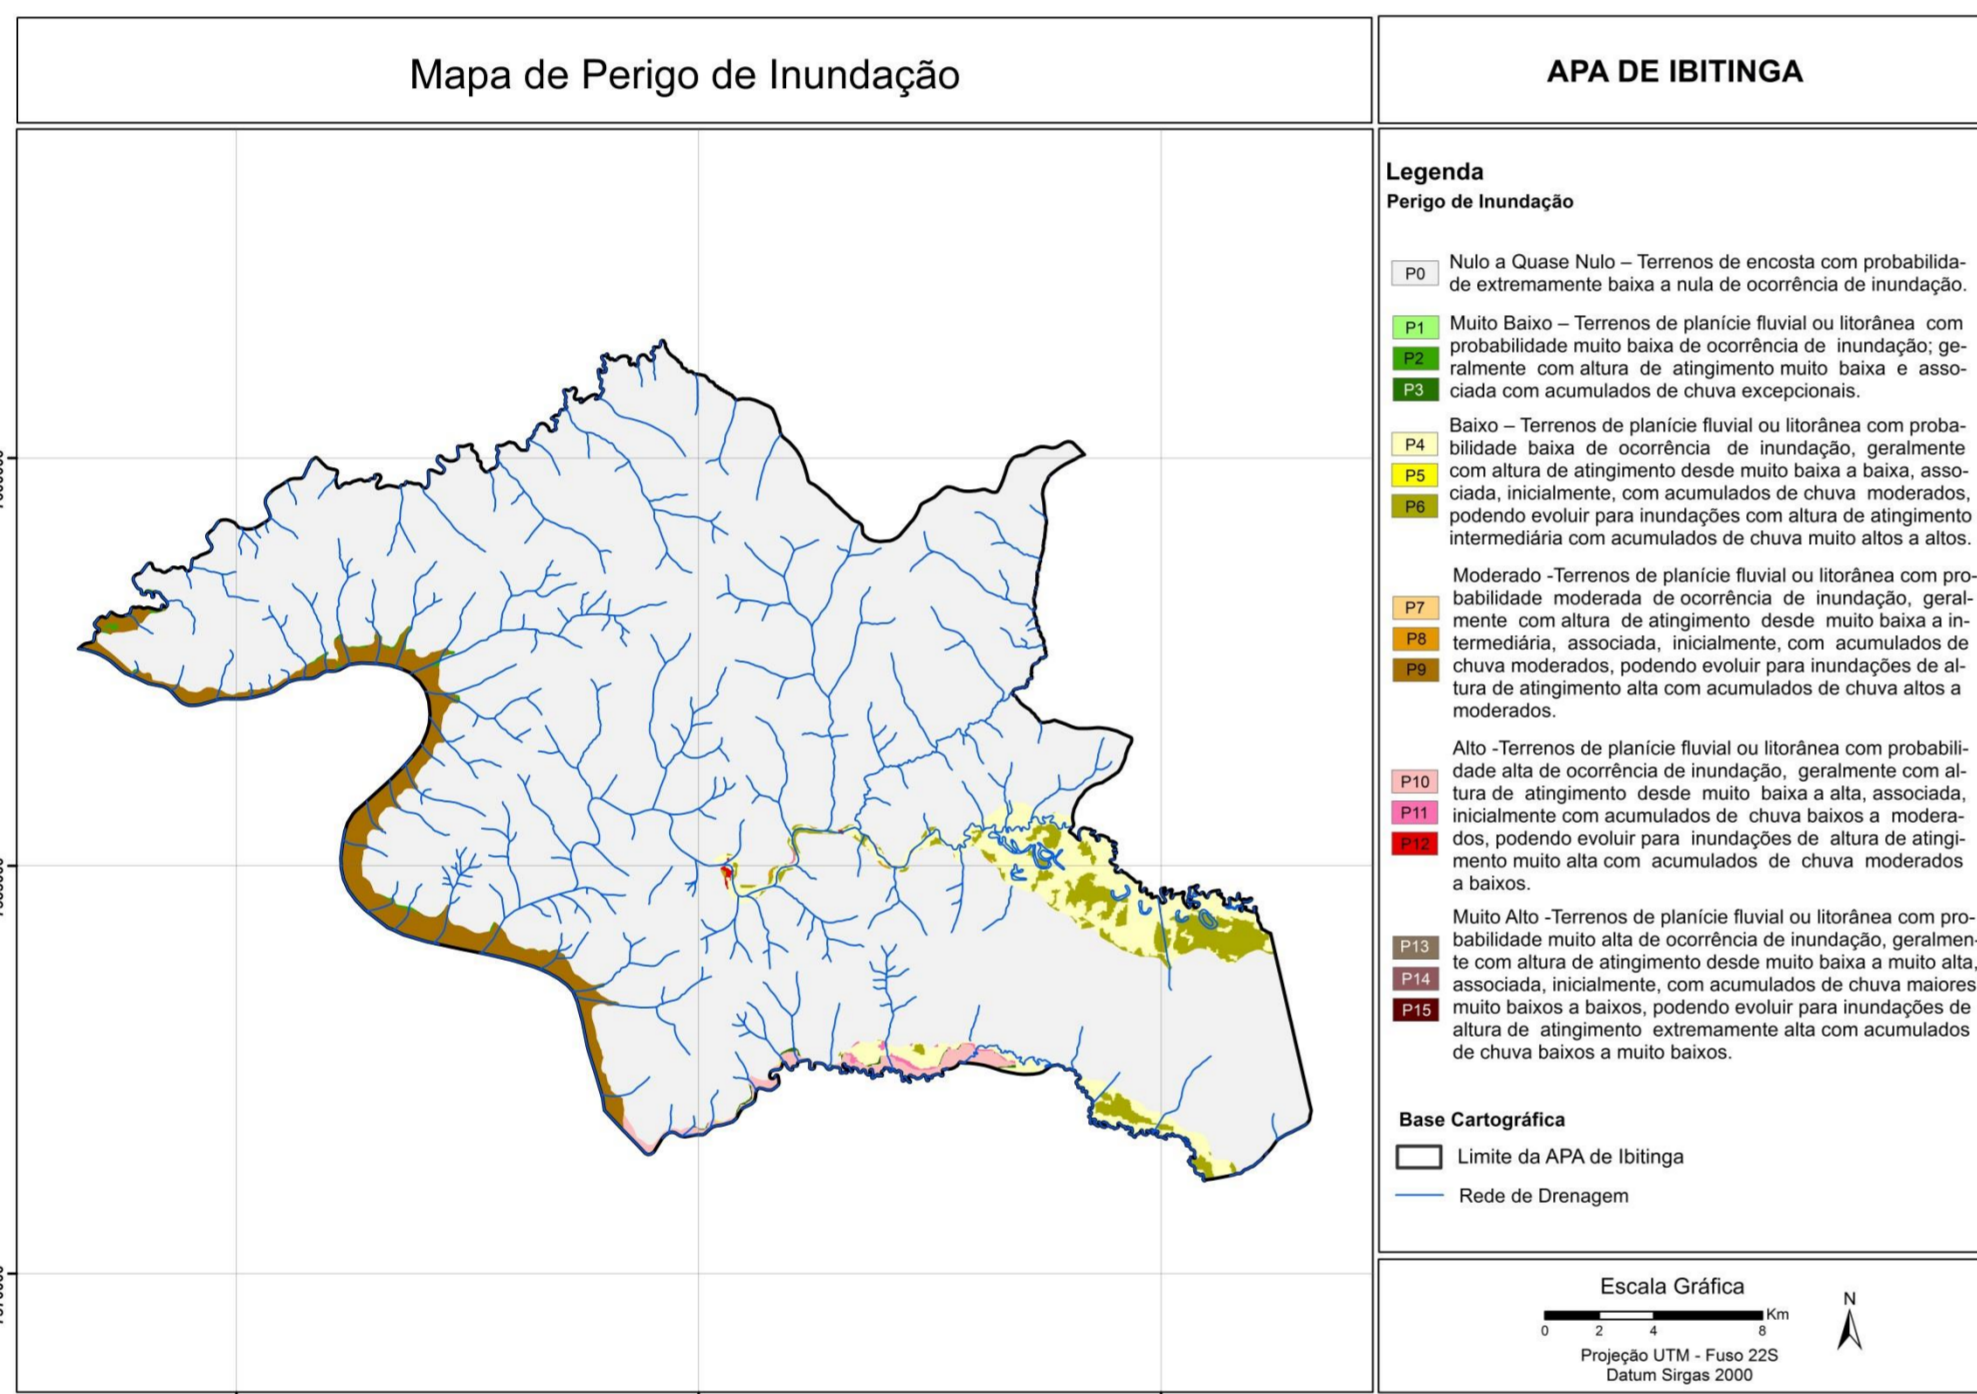 Mapa de Perigo de Inundação
APA DE IBITINGA
Legenda
Perigo de Inundação
P0
Nulo a Quase Nulo – Terrenos de encosta com probabilida-
de extremamente baixa a nula de ocorrência de inundação.
P1
P2
P3
Muito Baixo – Terrenos de planície fluvial ou litorânea com
probabilidade muito baixa de ocorrência de inundação; ge-
ralmente com altura de atingimento muito baixa e asso-
ciada com acumulados de chuva excepcionais.
P4
P5
P6
Baixo – Terrenos de planície fluvial ou litorânea com proba-
bilidade baixa de ocorrência de inundação, geralmente
com altura de atingimento desde muito baixa a baixa, asso-
ciada, inicialmente, com acumulados de chuva moderados,
podendo evoluir para inundações com altura de atingimento
intermediária com acumulados de chuva muito altos a altos.
P7
P8
P9
Moderado -Terrenos de planície fluvial ou litorânea com pro-
babilidade moderada de ocorrência de inundação, geral-
mente com altura de atingimento desde muito baixa a in-
termediária, associada, inicialmente, com acumulados de
chuva moderados, podendo evoluir para inundações de al-
tura de atingimento alta com acumulados de chuva altos a
moderados.
P10
P11
P12
Alto -Terrenos de planície fluvial ou litorânea com probabili-
dade alta de ocorrência de inundação, geralmente com al-
tura de atingimento desde muito baixa a alta, associada,
inicialmente com acumulados de chuva baixos a modera-
dos, podendo evoluir para inundações de altura de atingi-
mento muito alta com acumulados de chuva moderados
a baixos.
P13
P14
P15
Muito Alto -Terrenos de planície fluvial ou litorânea com pro-
babilidade muito alta de ocorrência de inundação, geralmen-
te com altura de atingimento desde muito baixa a muito alta,
associada, inicialmente, com acumulados de chuva maiores
muito baixos a baixos, podendo evoluir para inundações de
altura de atingimento extremamente alta com acumulados
de chuva baixos a muito baixos.
Base Cartográfica
Limite da APA de Ibitinga
Rede de Drenagem
Escala Gráfica
Km
0 2 4 8
N
Projeção UTM - Fuso 22S
Datum Sirgas 2000